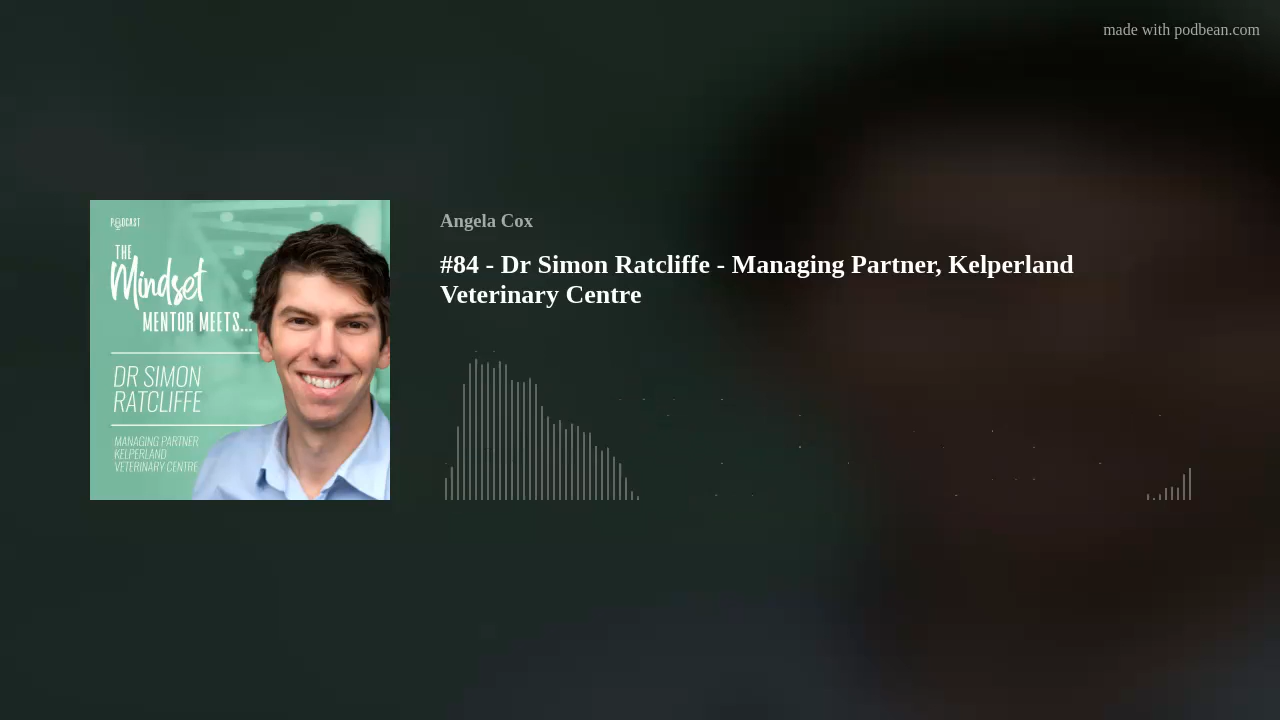 made with podbean.com
PODCAST
THE
Mindset
MENTOR MEETS...
DR SIMON
RATCLIFFE
MANAGING PARTNER
KELPERLAND
VETERINARY CENTRE
Angela Cox
#84 - Dr Simon Ratcliffe - Managing Partner, Kelperland
Veterinary Centre